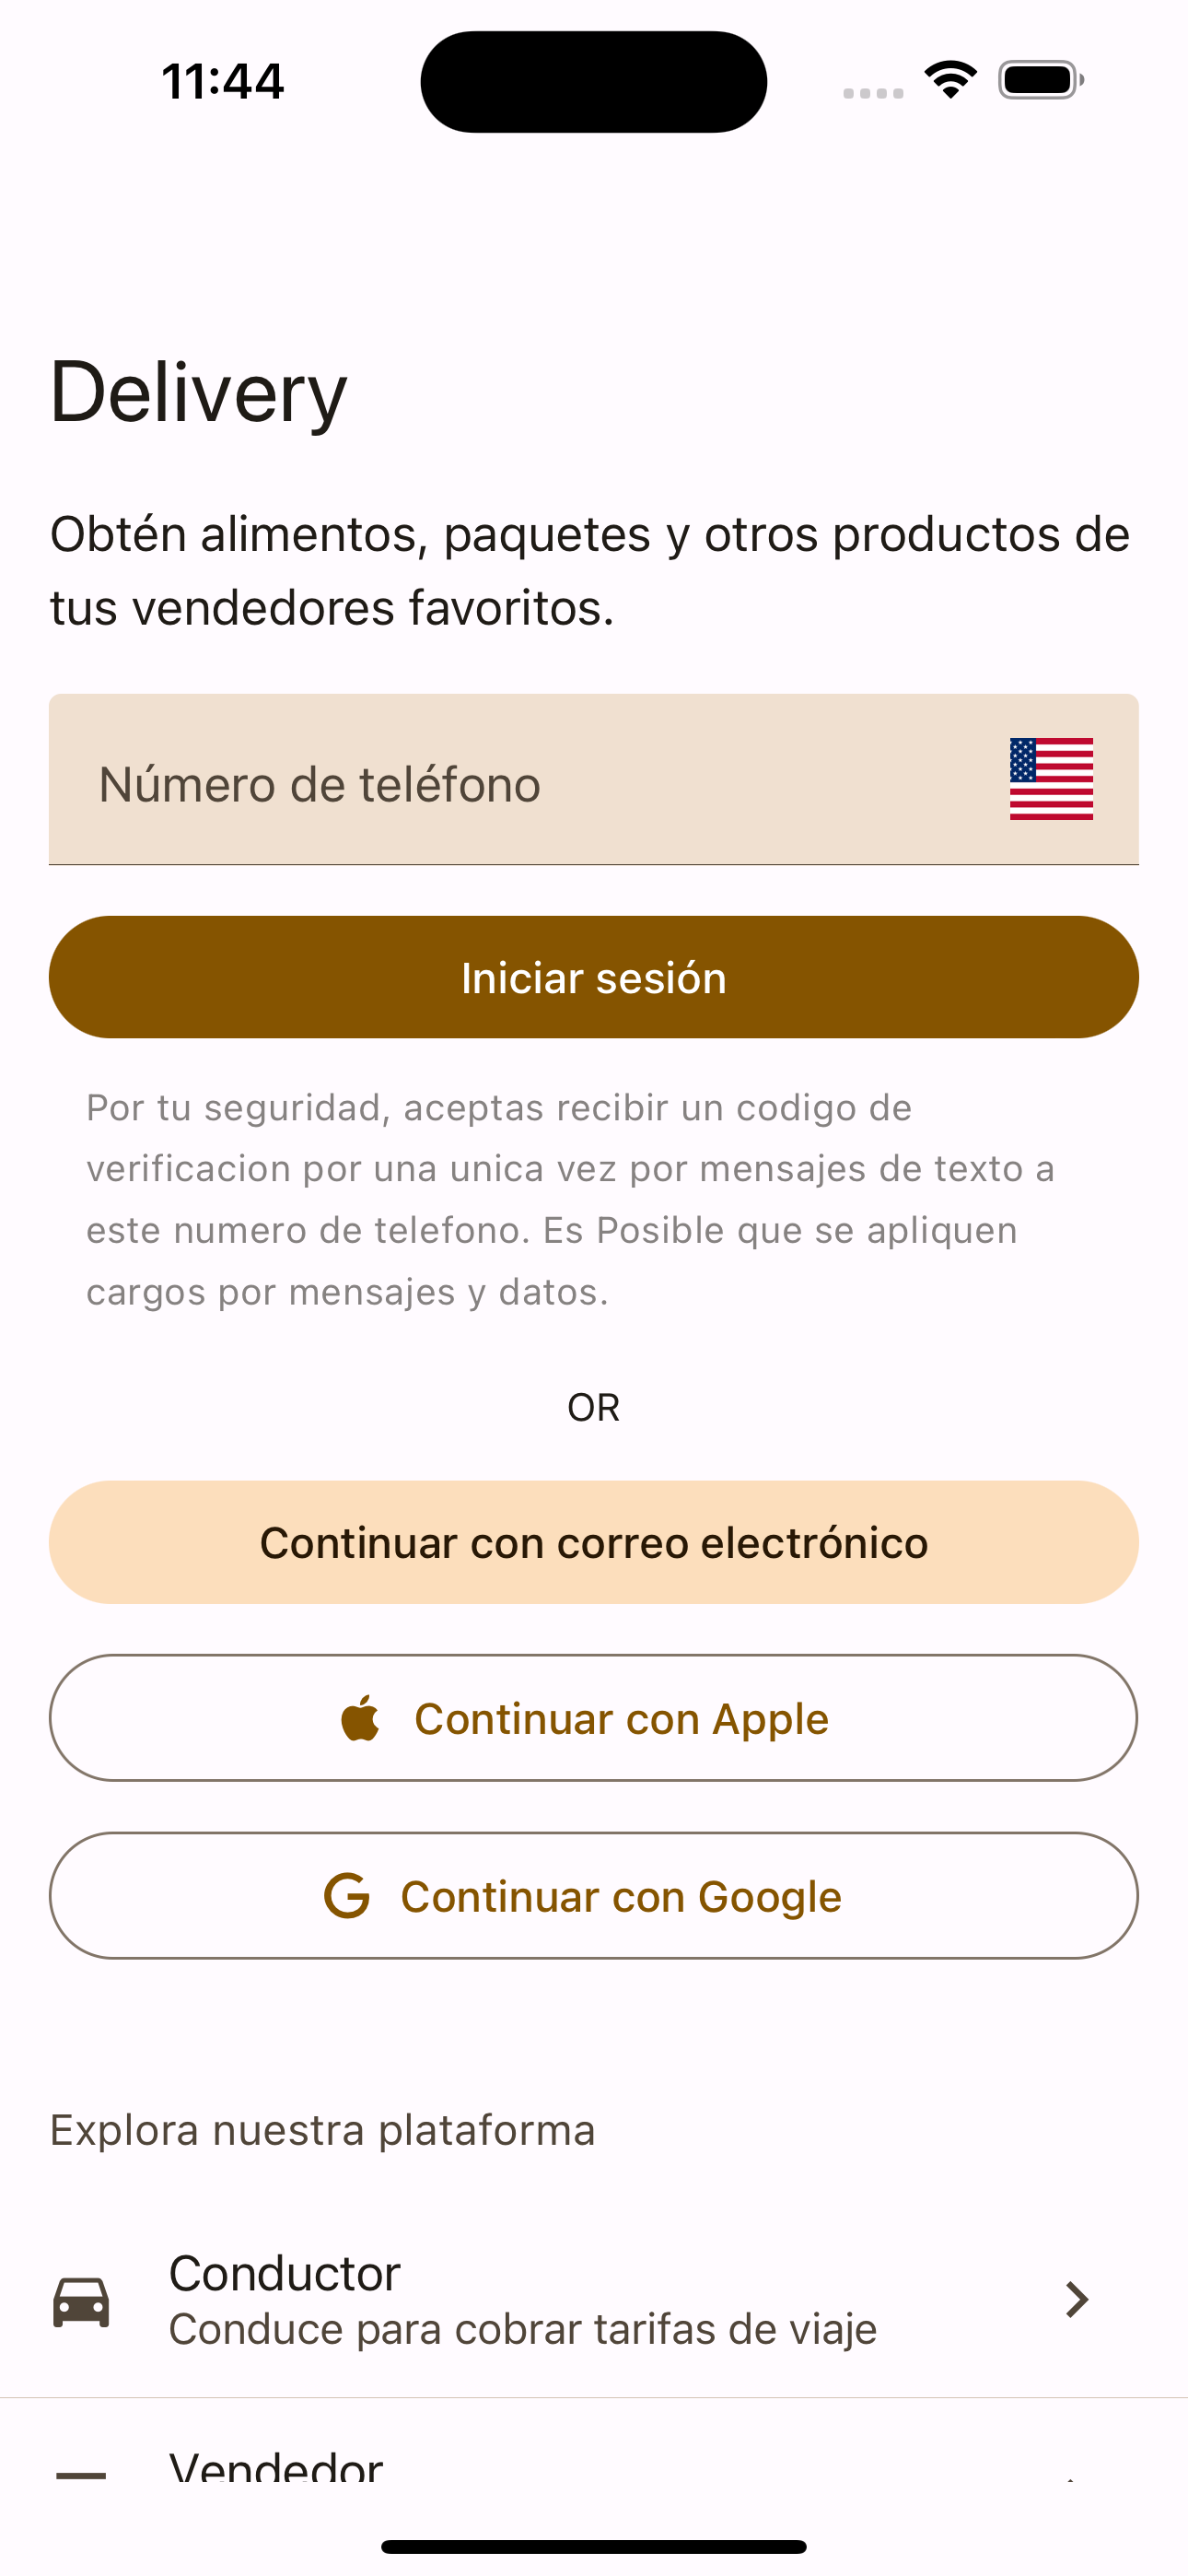 11:44
Delivery
Obtén alimentos, paquetes y otros productos de
tus vendedores favoritos.
Número de teléfono
Iniciar sesión
Por tu seguridad, aceptas recibir un codigo de
verificacion por una unica vez por mensajes de texto a
este numero de telefono. Es Posible que se apliquen
cargos por mensajes y datos.
OR
Continuar con correo electrónico
Continuar con Apple
Continuar con Google
Explora nuestra plataforma
Conductor
Conduce para cobrar tarifas de viaje
Vendedor